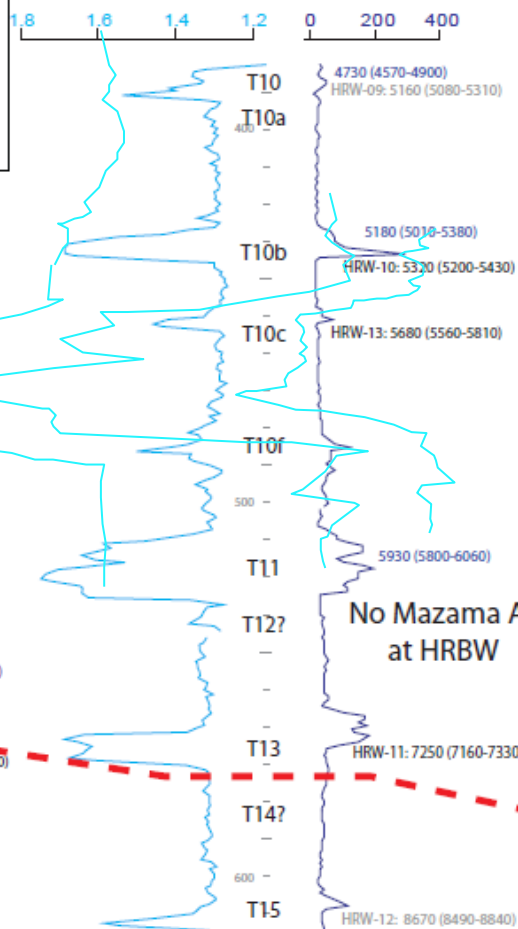 1.8 1.6 1.4 1.2 0 200 400
4730 (4570-4900)
T10
HRW-09: 5160 (5080-5310)
T10a
400
5180 (5010-5380)
T10b
HRW-10: 5320 (5200-5430)
T10c
HRW-13: 5680 (5560-5810)
T10f
500
5930 (5800-6060)
T11
No Mazama A
T12?
at HRBW
T13
HRW-11: 7250 (7160-7330
0)
T14?
600
T15
HRW-12: 8670 (8490-8840)